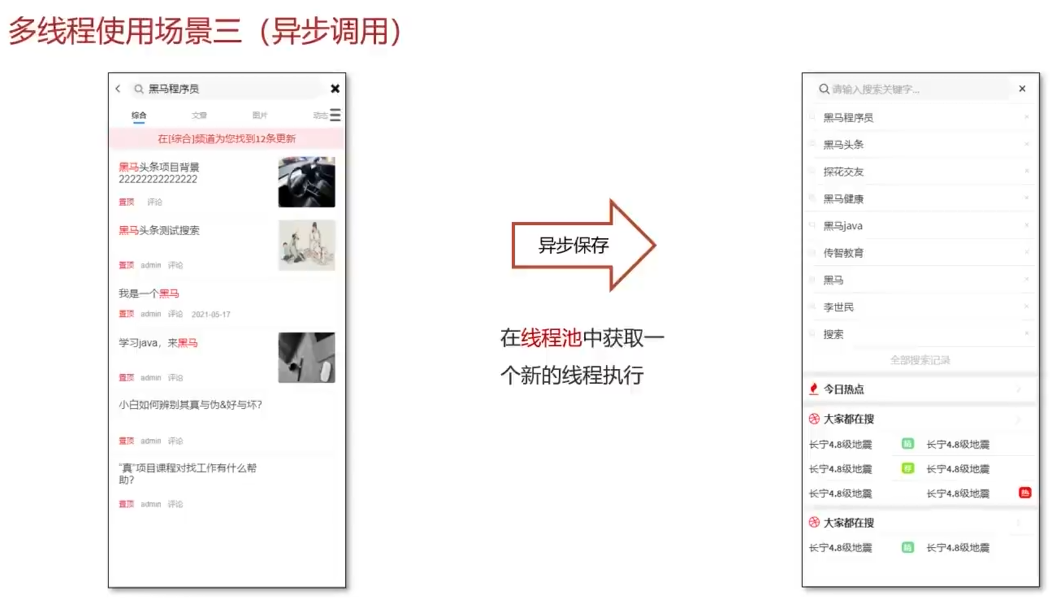 多线程使用场景三（异步调用）
黑马程序员
综合 文章 图片 动态
在[综合]频道为您找到12条更新
黑马头条项目背景
22222222222222
置顶 评论
黑马头条测试搜索
置顶 admin 评论
我是一个黑马
置顶 admin 评论 2021-05-17
学习java，来黑马
置顶 admin 评论
小白如何辨别其真与伪&好与坏?
置顶 admin 评论
“真”项目课程对找工作有什么帮
助?
置顶 admin 评论
异步保存
在线程池中获取一
个新的线程执行
请输入搜索关键字...
黑马程序员
黑马头条
探花交友
黑马健康
黑马java
传智教育
黑马
李世民
搜索
全部搜索记录
今日热点
大家都在搜
长宁4.8级地震 长宁4.8级地震
长宁4.8级地震 荐 长宁4.8级地震
长宁4.8级地震 长宁4.8级地震 热
大家都在搜
长宁4.8级地震 长宁4.8级地震